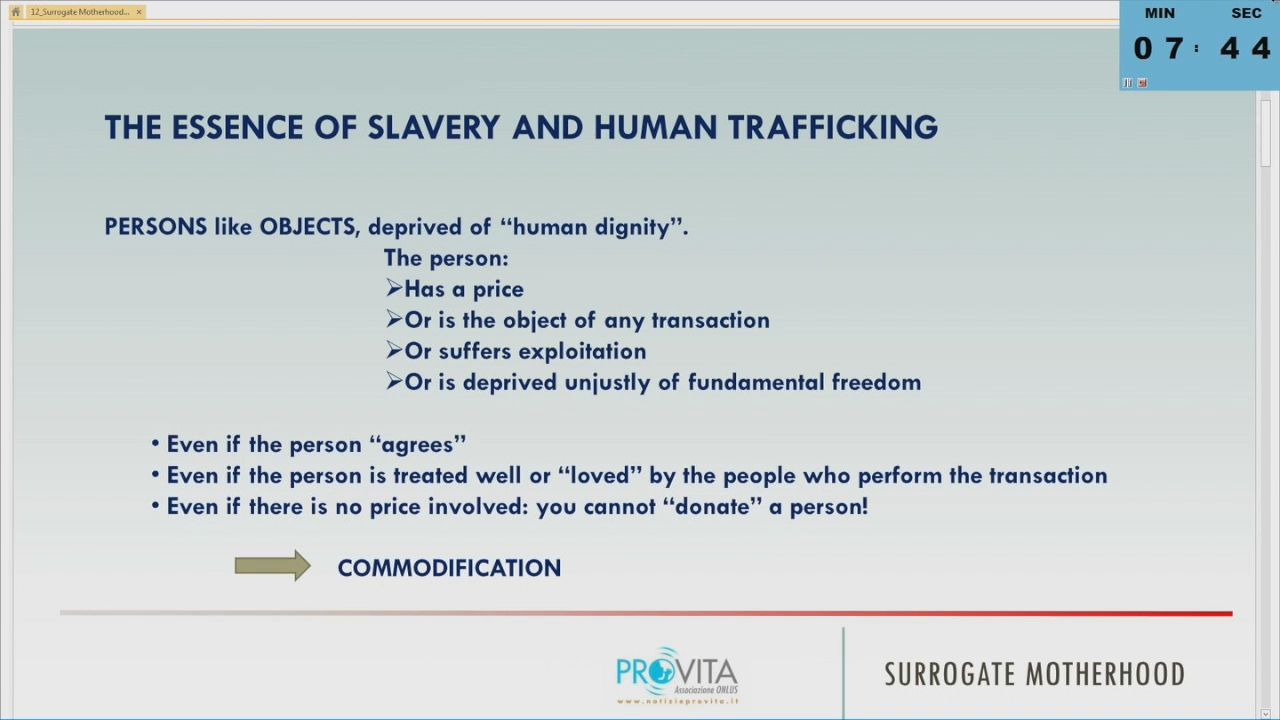 12_Surrogate Motherhood...
MIN SEC
07:44
THE ESSENCE OF SLAVERY AND HUMAN TRAFFICKING
PERSONS like OBJECTS, deprived of “human dignity”.
The person:
➢Has a price
➢Or is the object of any transaction
➢Or suffers exploitation
➢Or is deprived unjustly of fundamental freedom
• Even if the person “agrees”
• Even if the person is treated well or “loved” by the people who perform the transaction
• Even if there is no price involved: you cannot “donate” a person!
COMMODIFICATION
PROVITA
Associazione ONLUS
www.notizieprovita.it
SURROGATE MOTHERHOOD